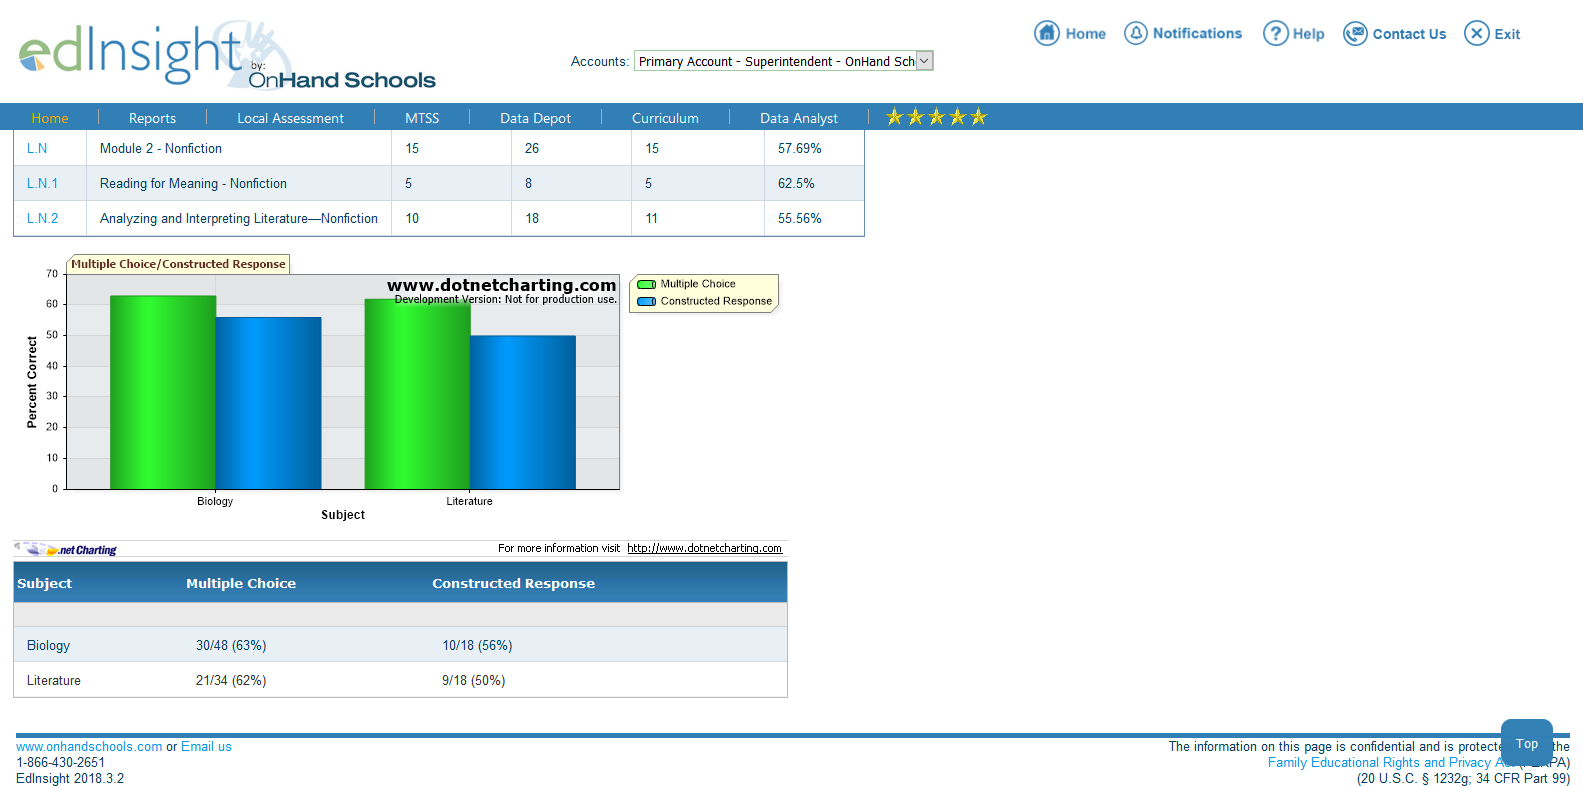 edInsight
by:
OnHand Schools
Accounts: Primary Account - Superintendent - OnHand Sch
Home Notifications Help Contact Us Exit
Home Reports Local Assessment MTSS Data Depot Curriculum Data Analyst
L.N Module 2 - Nonfiction 15 26 15 57.69%
L.N.1 Reading for Meaning - Nonfiction 5 8 5 62.5%
L.N.2 Analyzing and Interpreting Literature—Nonfiction 10 18 11 55.56%
Multiple Choice/Constructed Response
www.dotnetcharting.com
Development Version: Not for production use.
Multiple Choice
Constructed Response
Percent Correct
70
60
50
40
30
20
10
0
Biology Literature
Subject
.net Charting For more information visit http://www.dotnetcharting.com
Subject Multiple Choice Constructed Response
Biology 30/48 (63%) 10/18 (56%)
Literature 21/34 (62%) 9/18 (50%)
www.onhandschools.com or Email us
1-866-430-2651
EdInsight 2018.3.2
Top
The information on this page is confidential and is the
Family Educational Rights and Privacy
(20 U.S.C. § 1232g; 34 CFR Part 99)